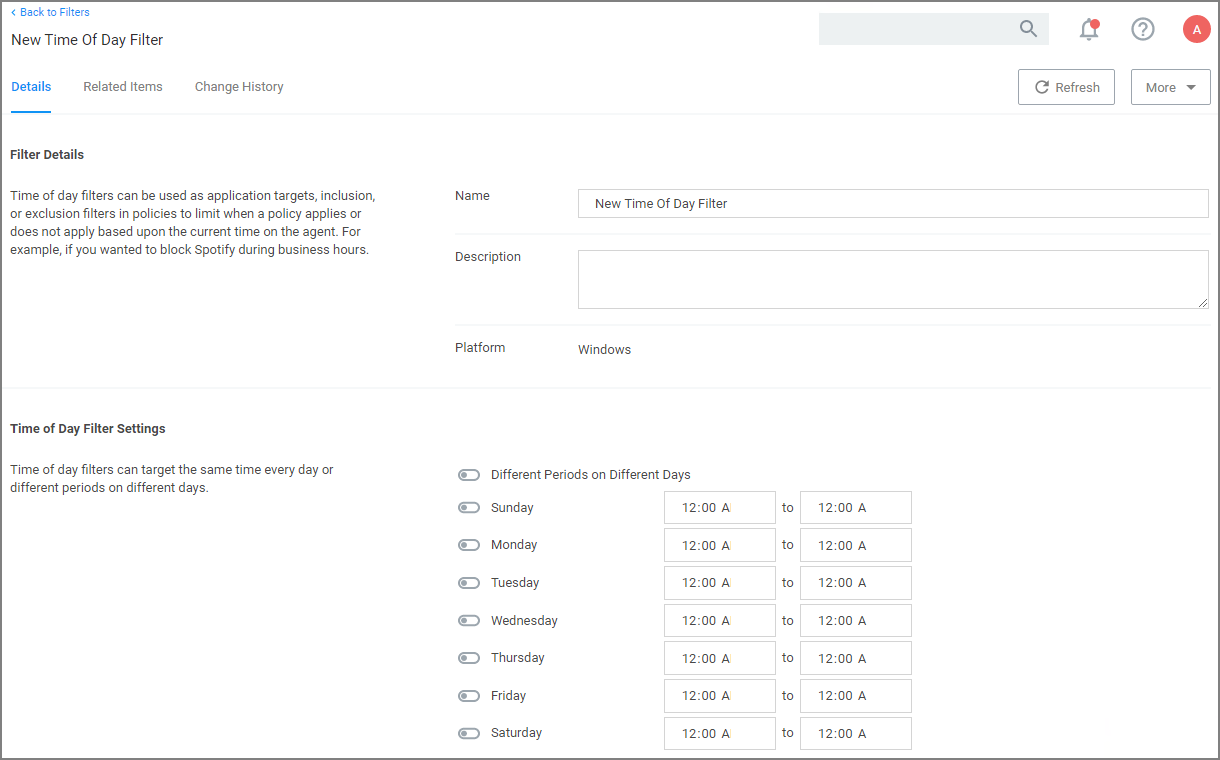 Back to Filters
New Time Of Day Filter
A
Details
Related Items
Change History
Refresh
More
Filter Details
Time of day filters can be used as application targets, inclusion,
or exclusion filters in policies to limit when a policy applies or
does not apply based upon the current time on the agent. For
example, if you wanted to block Spotify during business hours.
Name
New Time Of Day Filter
Description
Platform
Windows
Time of Day Filter Settings
Time of day filters can target the same time every day or
different periods on different days.
Different Periods on Different Days
Sunday 12:00 A to 12:00 A
Monday 12:00 A to 12:00 A
Tuesday 12:00 A to 12:00 A
Wednesday 12:00 A to 12:00 A
Thursday 12:00 A to 12:00 A
Friday 12:00 A to 12:00 A
Saturday 12:00 A to 12:00 A